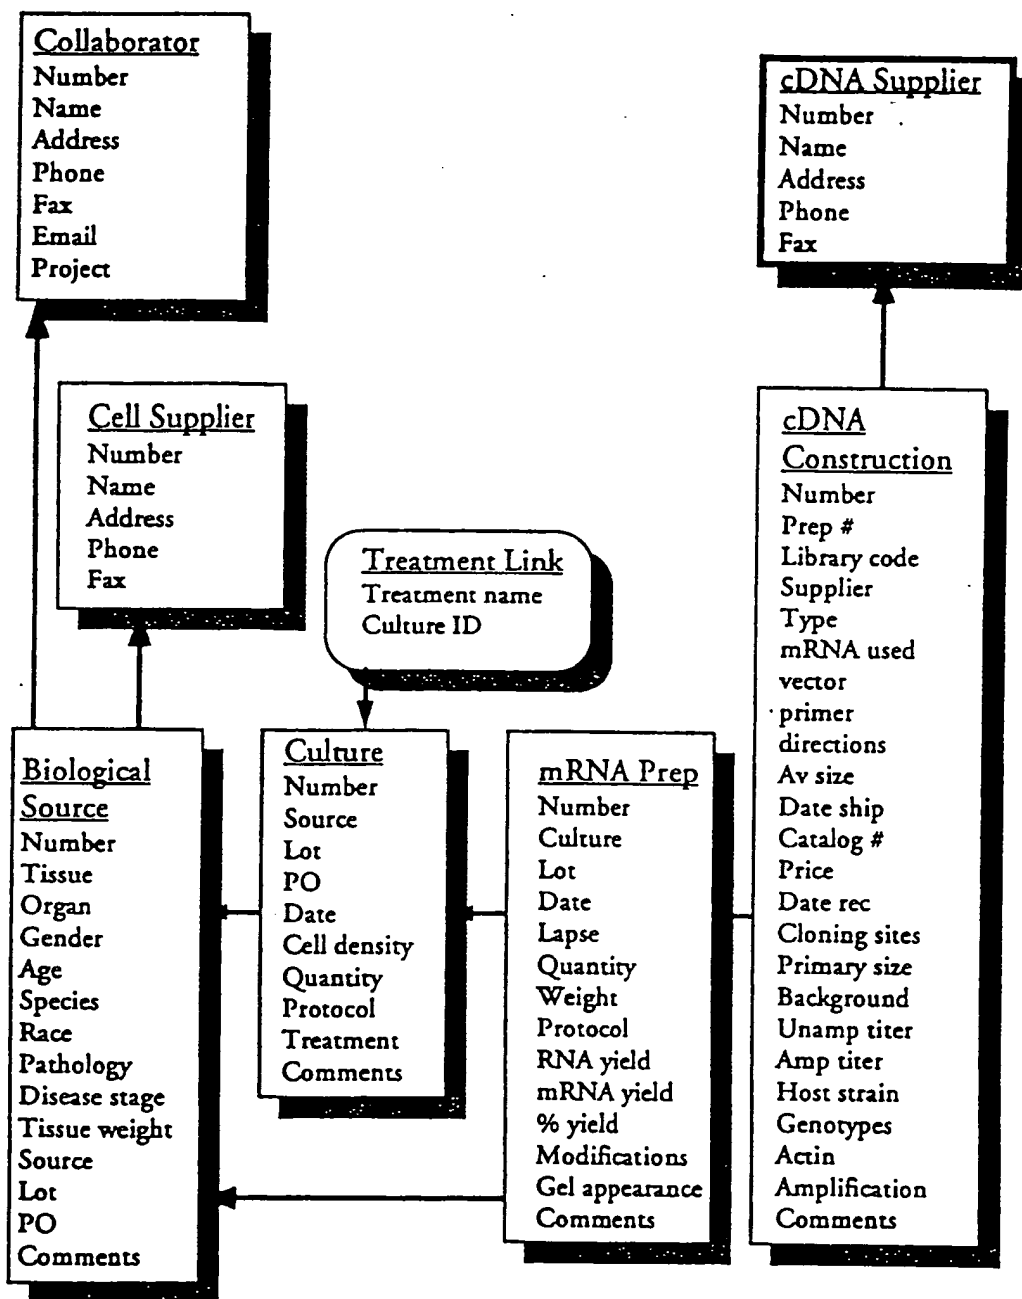 Collaborator
Number
Name
Address
Phone
Fax
Email
Project
cDNA Supplier
Number
Name
Address
Phone
Fax
Cell Supplier
Number
Name
Address
Phone
Fax
Treatment Link
Treatment name
Culture ID
Biological
Source
Number
Tissue
Organ
Gender
Age
Species
Race
Pathology
Disease stage
Tissue weight
Source
Lot
PO
Comments
Culture
Number
Source
Lot
PO
Date
Cell density
Quantity
Protocol
Treatment
Comments
mRNA Prep
Number
Culture
Lot
Date
Lapse
Quantity
Weight
Protocol
RNA yield
mRNA yield
% yield
Modifications
Gel appearance
Comments
cDNA
Construction
Number
Prep #
Library code
Supplier
Type
mRNA used
vector
primer
directions
Av size
Date ship
Catalog #
Price
Date rec
Cloning sites
Primary size
Background
Unamp titer
Amp titer
Host strain
Genotypes
Actin
Amplification
Comments